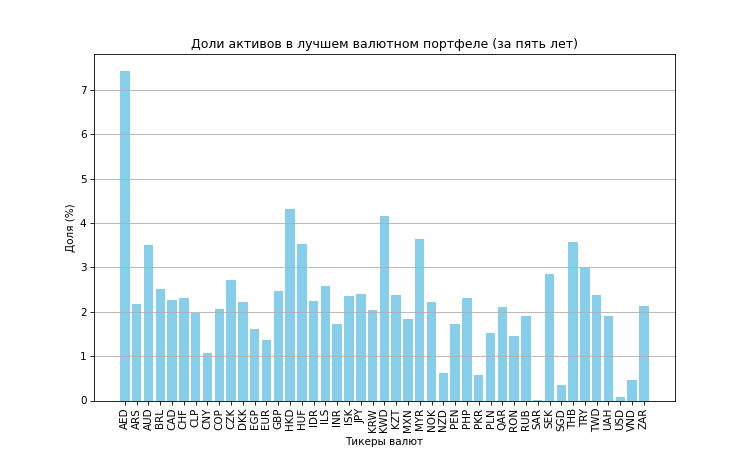 Доли активов в лучшем валютном портфеле (за пять лет)
Доля (%)
7
6
5
4
3
2
1
0
AED ARS AUD BRL CAD CHF CLP CNY COP CZK DKK EGP EUR GBP HKD HUF IDR ILS INR ISK JPY KRW KWD KZT MXN MYR NOK NZD PEN PHP PKR PLN QAR RON RUB SAR SEK SGD THB TRY TWD UAH USD VND ZAR
Тикеры валют